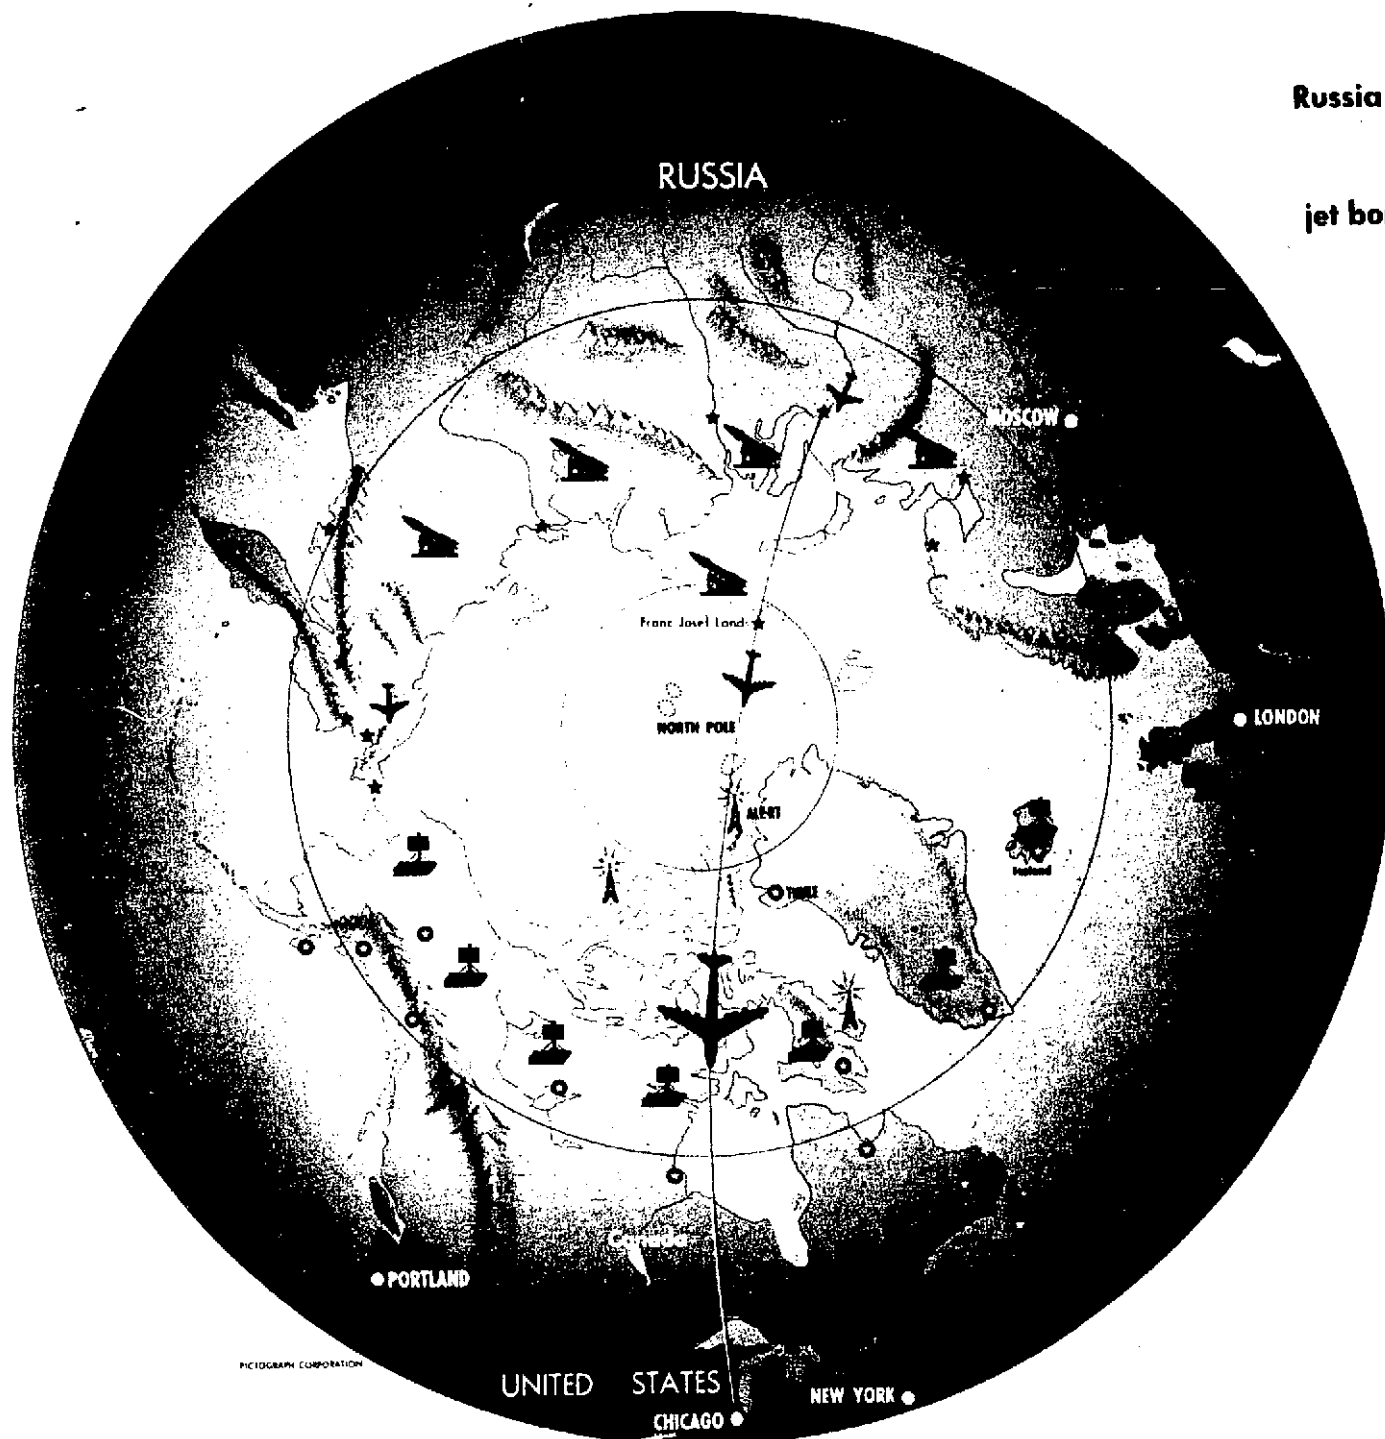 Russia
RUSSIA
jet bo
MOSCOW
Franc Josef Land
NORTH POLE
LONDON
ALERT
THULE
Iceland
Canada
PORTLAND
PICTOGRAPH CORPORATION
UNITED STATES
NEW YORK
CHICAGO